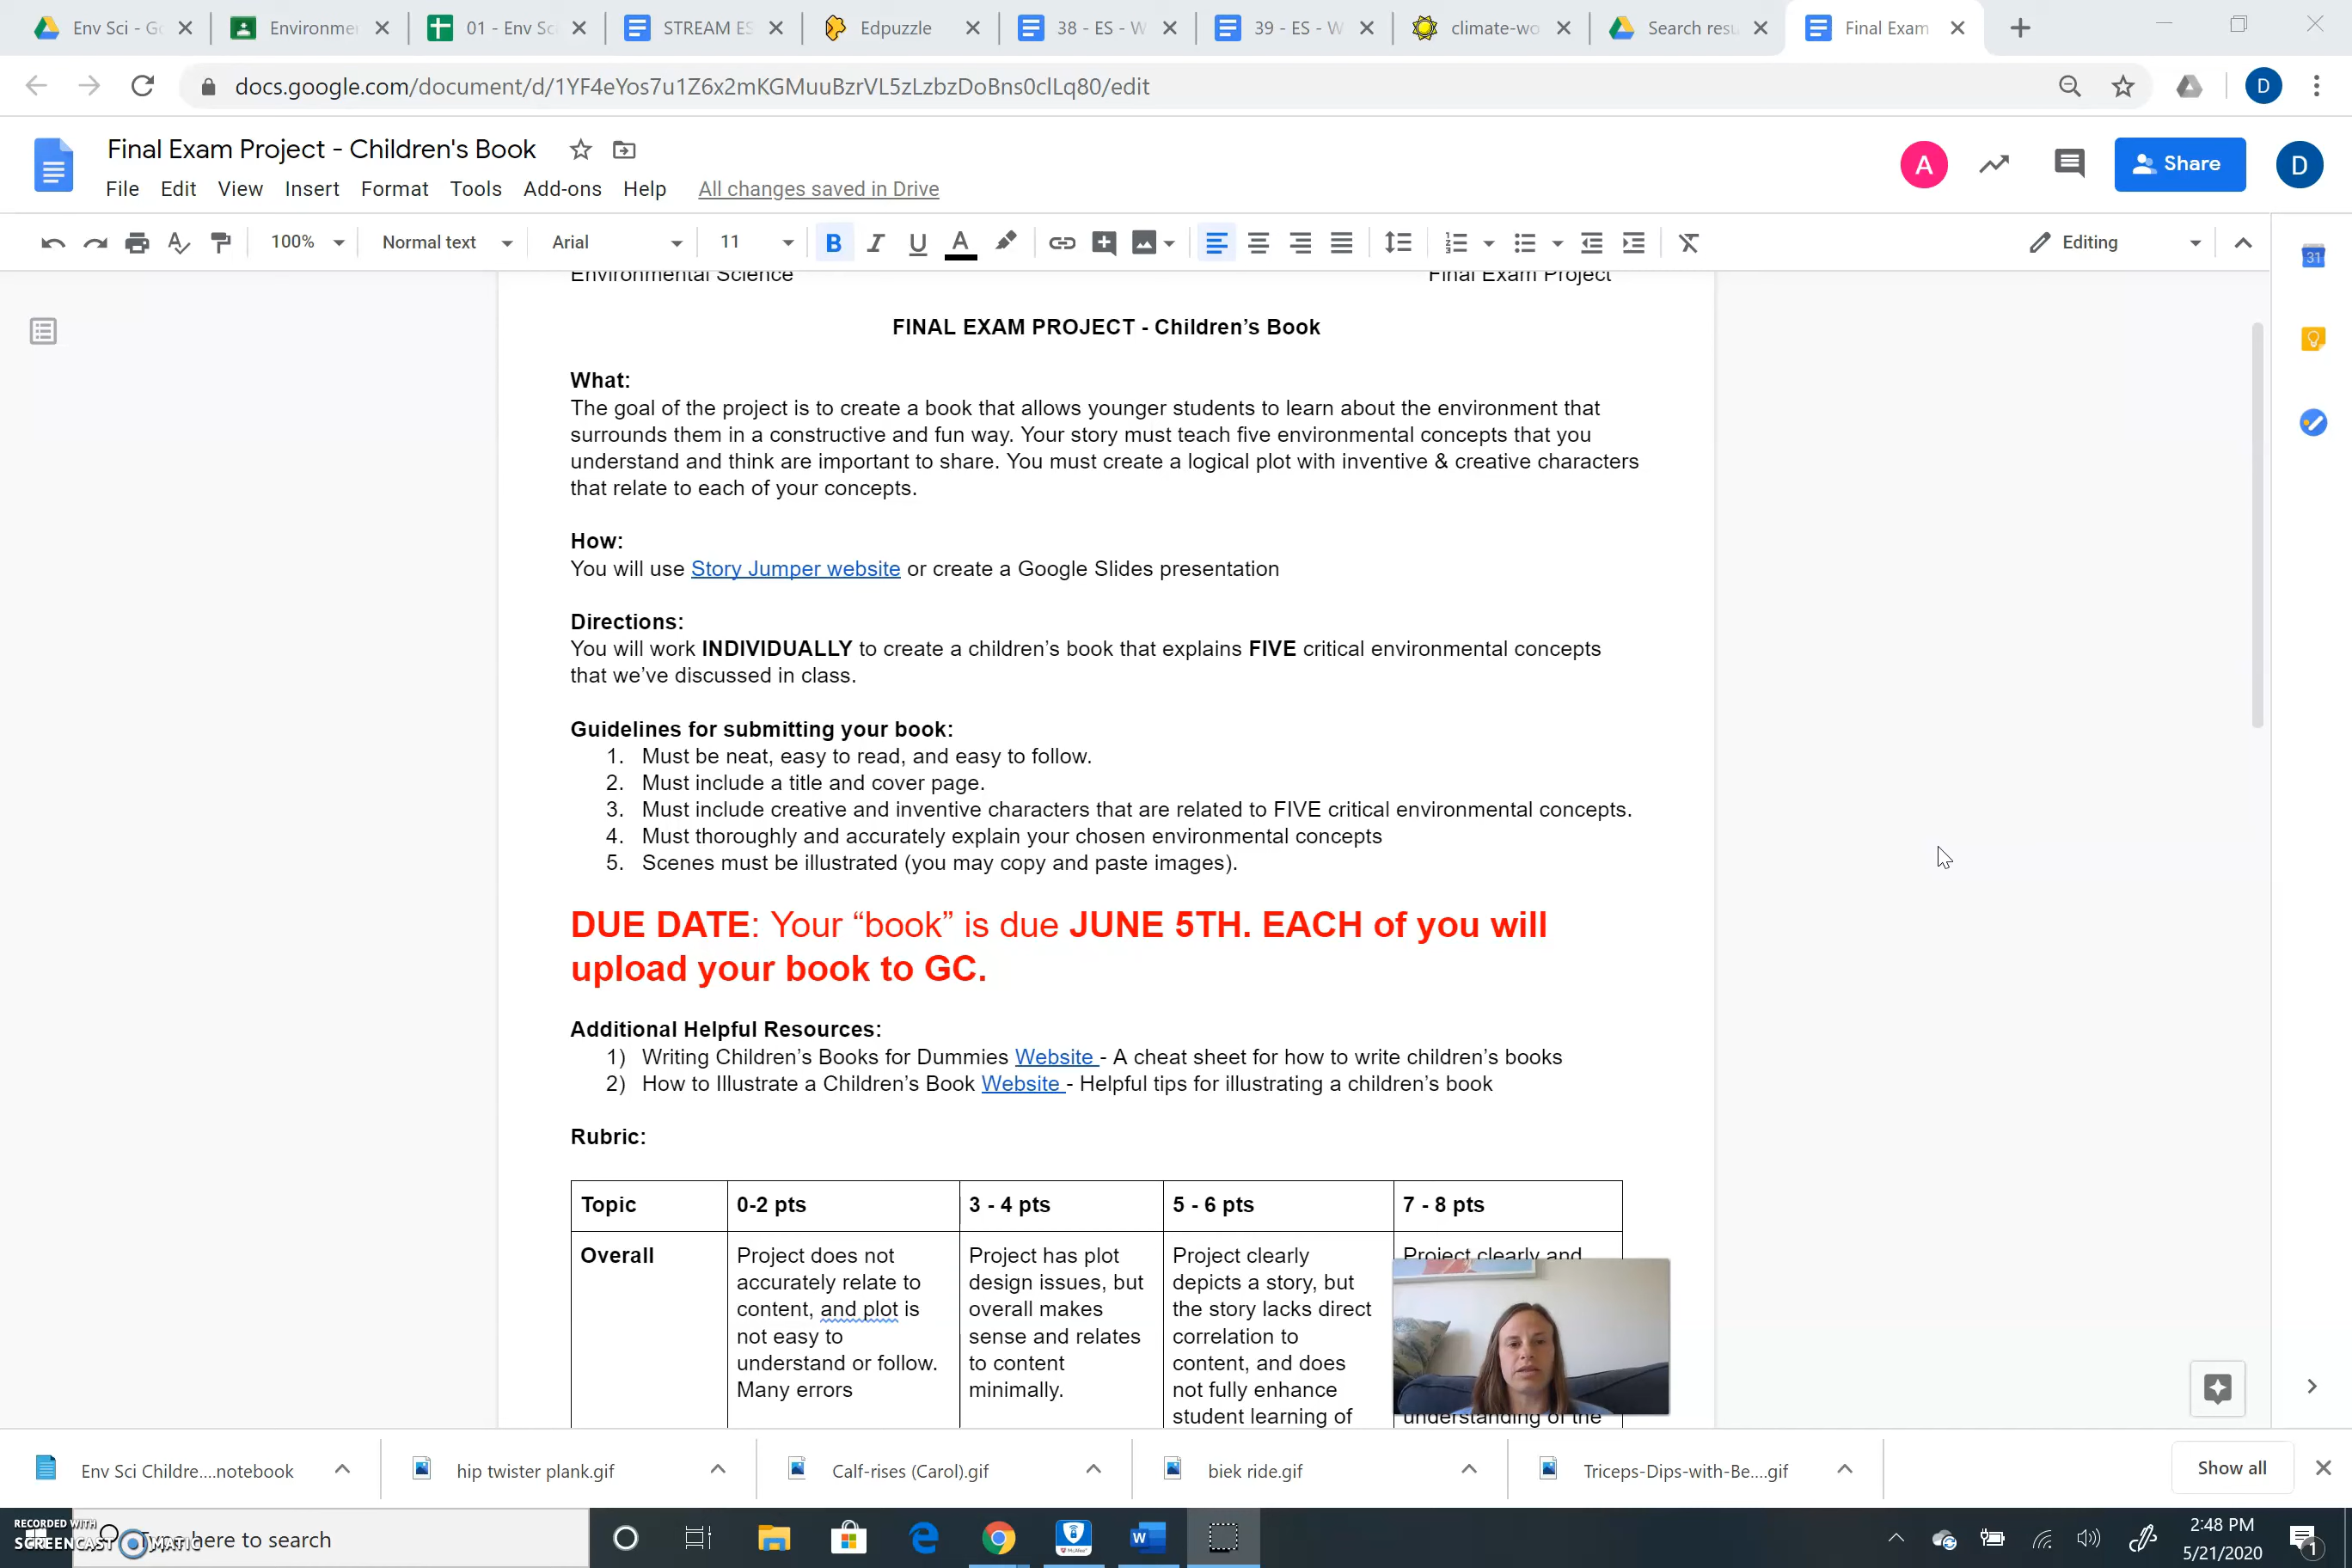 Env Sci - Go
Environmen
01 - Env Sci
STREAM ES
Edpuzzle
38 - ES - W
39 - ES - W
climate-wo
Search resu
Final Exam
docs.google.com/document/d/1YF4eYos7u1Z6x2mKGMuuBzrVL5zLzbzDoBns0clLq80/edit
D
Final Exam Project - Children's Book
A
Share
D
File Edit View Insert Format Tools Add-ons Help All changes saved in Drive
100% Normal text Arial 11 B I U A Editing
31
Environmental Science Final Exam Project
FINAL EXAM PROJECT - Children’s Book
What:
The goal of the project is to create a book that allows younger students to learn about the environment that
surrounds them in a constructive and fun way. Your story must teach five environmental concepts that you
understand and think are important to share. You must create a logical plot with inventive & creative characters
that relate to each of your concepts.
How:
You will use Story Jumper website or create a Google Slides presentation
Directions:
You will work INDIVIDUALLY to create a children’s book that explains FIVE critical environmental concepts
that we’ve discussed in class.
Guidelines for submitting your book:
1. Must be neat, easy to read, and easy to follow.
2. Must include a title and cover page.
3. Must include creative and inventive characters that are related to FIVE critical environmental concepts.
4. Must thoroughly and accurately explain your chosen environmental concepts
5. Scenes must be illustrated (you may copy and paste images).
DUE DATE: Your “book” is due JUNE 5TH. EACH of you will
upload your book to GC.
Additional Helpful Resources:
1) Writing Children’s Books for Dummies Website - A cheat sheet for how to write children’s books
2) How to Illustrate a Children’s Book Website - Helpful tips for illustrating a children’s book
Rubric:
Topic 0-2 pts 3 - 4 pts 5 - 6 pts 7 - 8 pts
Overall Project does not Project has plot Project clearly Project clearly and
accurately relate to design issues, but depicts a story, but
content, and plot is overall makes the story lacks direct
not easy to sense and relates correlation to
understand or follow. to content content, and does
Many errors minimally. not fully enhance
student learning of understanding of the
Env Sci Childre....notebook
hip twister plank.gif
Calf-rises (Carol).gif
biek ride.gif
Triceps-Dips-with-Be....gif
Show all
RECORDED WITH
SCREENCAST MATIC
Type here to search
W
2:48 PM
5/21/2020
1